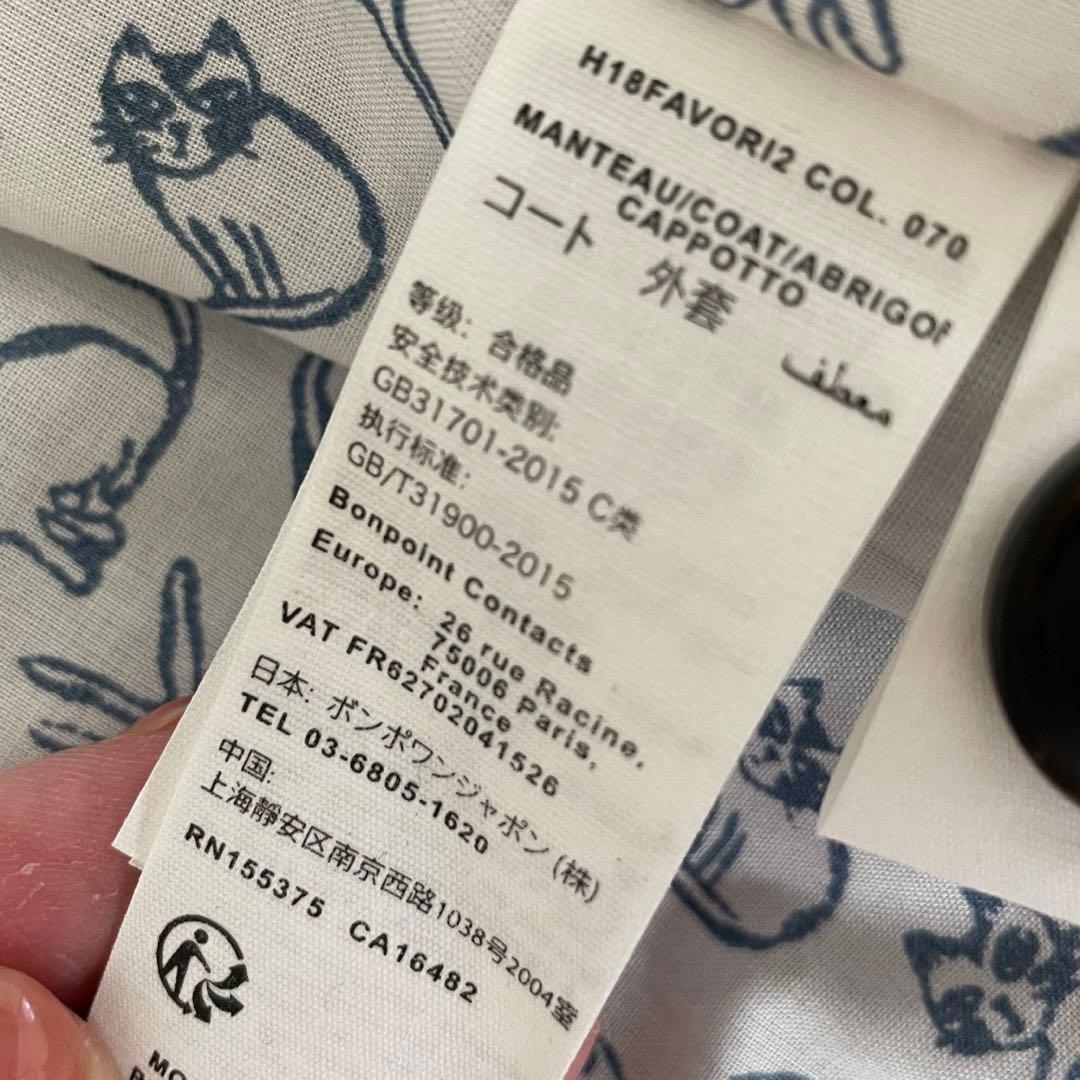 H18FAVORI2 COL. 070
MANTEAU/COAT/ABRIGO/
CAPPOTTO
コート 外套
معطف
等级: 合格品
安全技术类别:
GB31701-2015 C类
执行标准:
GB/T31900-2015
Bonpoint Contacts
Europe: 26 rue Racine,
75006 Paris,
France
VAT FR62702041526
日本: ボンポワンジャポン (株)
TEL 03-6805-1620
中国:
上海靜安区南京西路1038号2004室
RN155375 CA16482